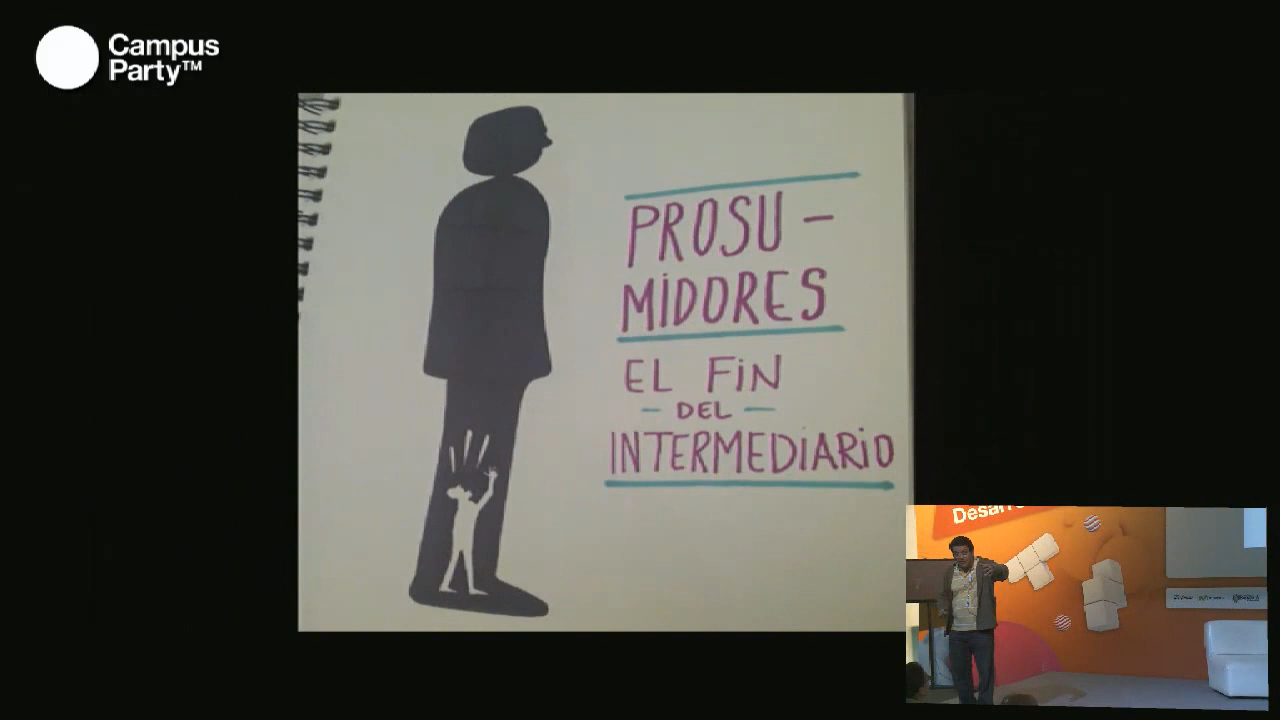 Campus
Party™
PROSU-
MiDORES
EL FiN
DEL
INTERMEDiARiO